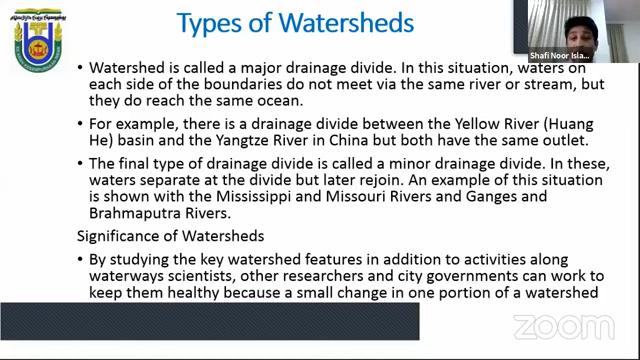 Types of Watersheds
Shafi Noor Isla...
• Watershed is called a major drainage divide. In this situation, waters on
each side of the boundaries do not meet via the same river or stream, but
they do reach the same ocean.
• For example, there is a drainage divide between the Yellow River (Huang
He) basin and the Yangtze River in China but both have the same outlet.
• The final type of drainage divide is called a minor drainage divide. In these,
waters separate at the divide but later rejoin. An example of this situation
is shown with the Mississippi and Missouri Rivers and Ganges and
Brahmaputra Rivers.
Significance of Watersheds
• By studying the key watershed features in addition to activities along
waterways scientists, other researchers and city governments can work to
keep them healthy because a small change in one portion of a watershed
zoom